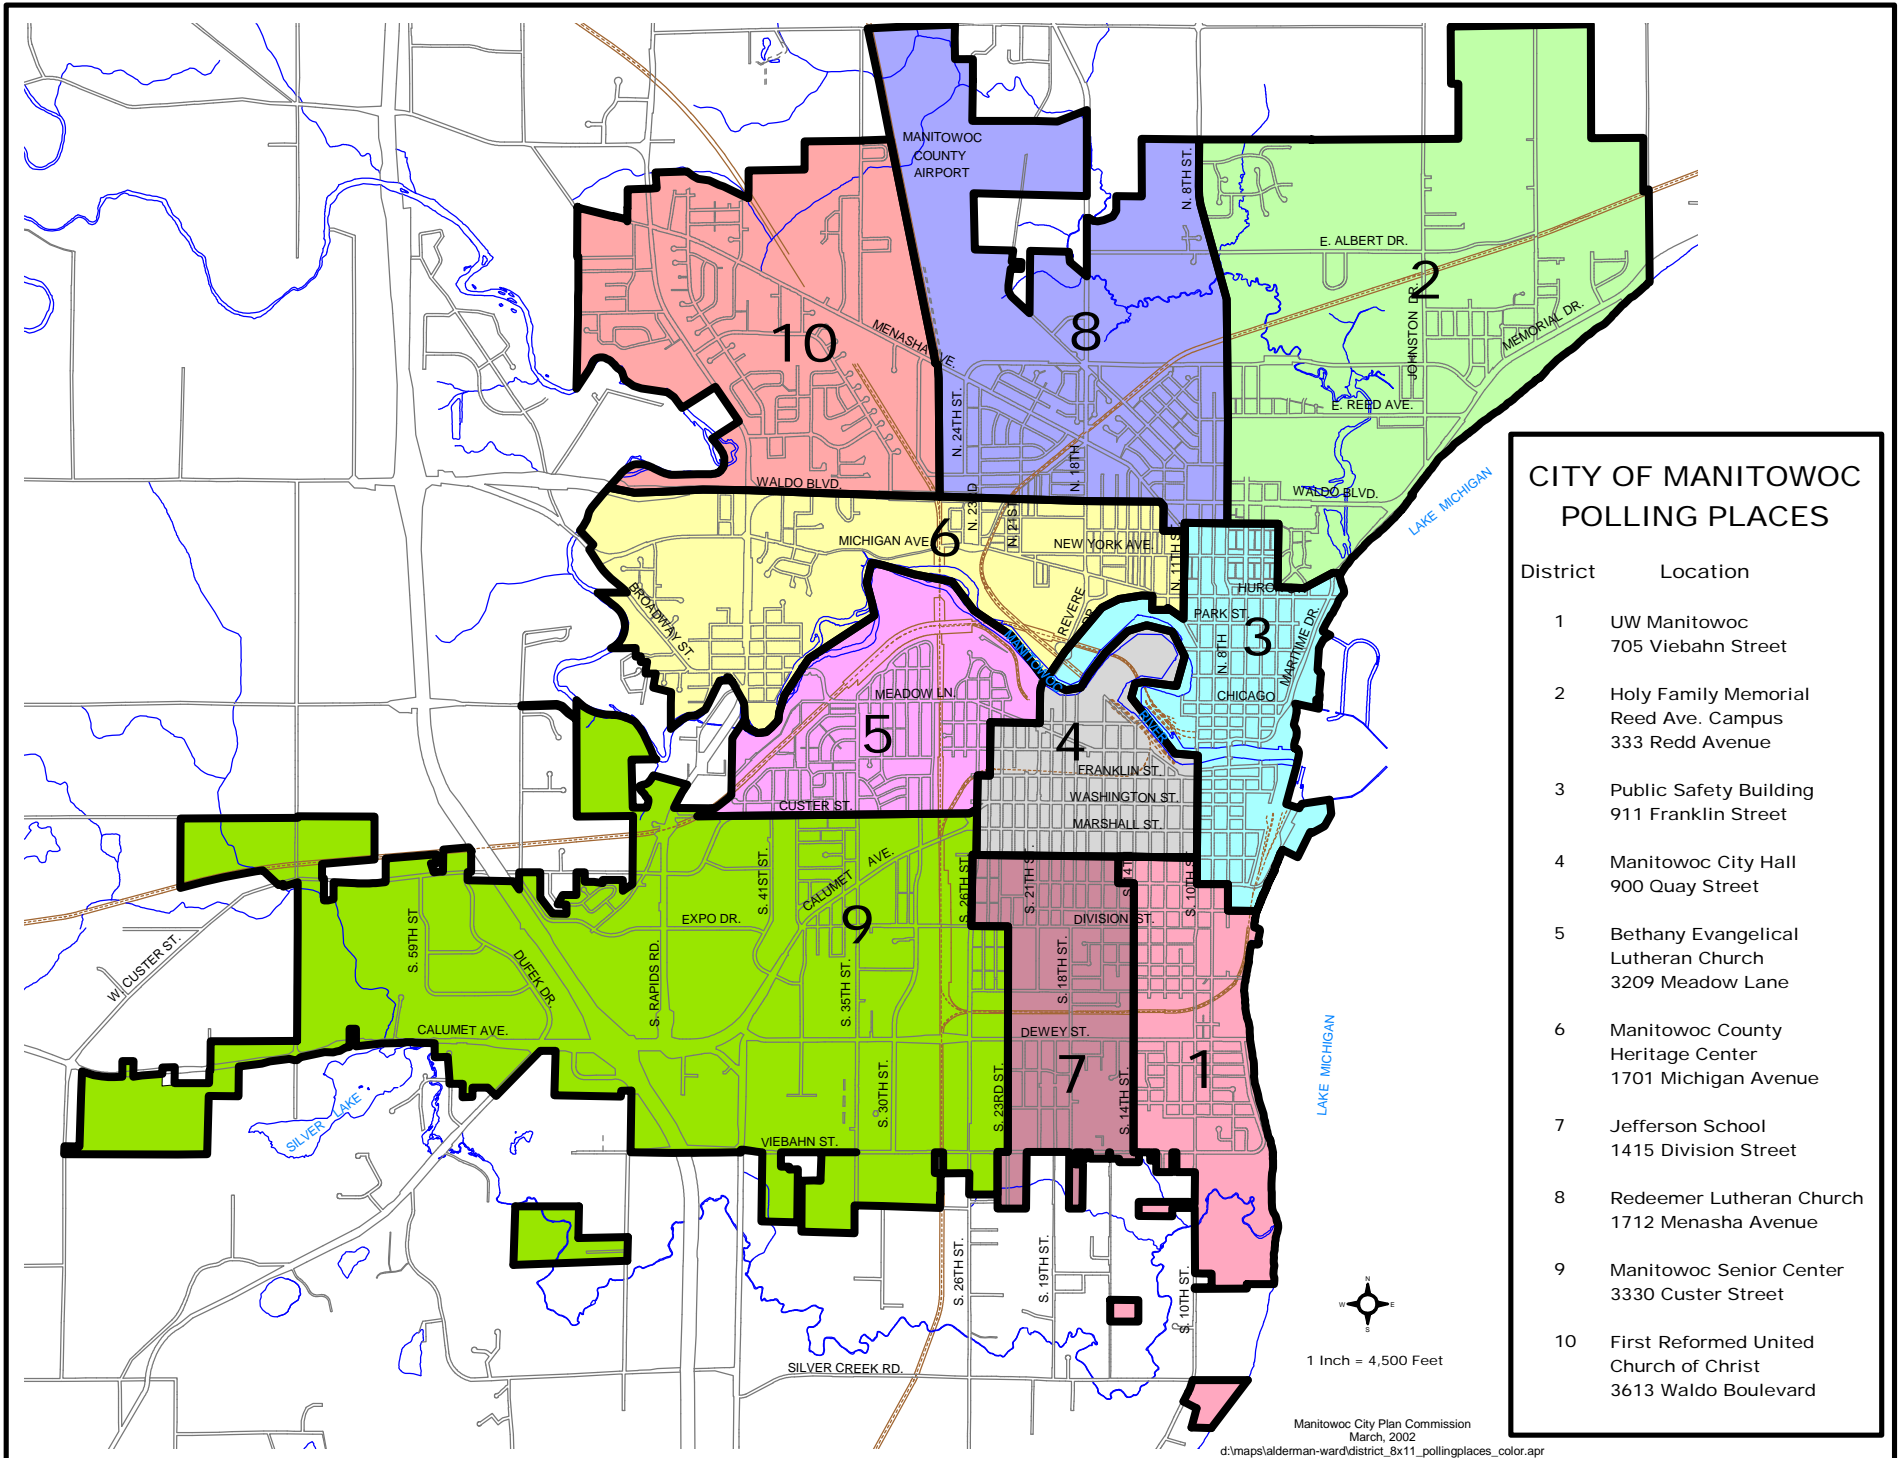 MANITOWOC
COUNTY
AIRPORT
N. 8TH ST.
E. ALBERT DR.
2
JOHNSTON DR.
MEMORIAL DR.
10
MENASHA AVE.
8
E. REED AVE.
N. 24TH ST.
N. 18TH
WALDO BLVD.
WALDO BLVD.
LAKE MICHIGAN
N. 23RD
N. 21ST
MICHIGAN AVE
6
NEW YORK AVE.
N. 11TH S
BROADWAY ST.
REVERE
DR.
PARK ST.
N. 8TH
3
MARITIME DR.
MANITOWOC
RIVER
MEADOW LN.
CHICAGO
5
4
FRANKLIN ST.
WASHINGTON ST.
MARSHALL ST.
CUSTER ST.
CALUMET AVE.
S. 41ST ST.
S. 26TH ST.
S. 21TH ST.
S. 10TH ST.
EXPO DR.
9
DIVISION ST.
W. CUSTER ST.
S. 59TH ST
DUFEK DR.
S. RAPIDS RD.
S. 35TH ST.
S. 18TH ST.
CALUMET AVE.
DEWEY ST.
7
1
SILVER LAKE
S. 30TH ST.
S. 23RD ST.
S. 14TH ST.
LAKE MICHIGAN
VIEBAHN ST.
S. 26TH ST.
S. 19TH ST.
S. 10TH ST.
SILVER CREEK RD.
N
W
E
S
1 Inch = 4,500 Feet
Manitowoc City Plan Commission
March, 2002
d:\maps\alderman-ward\district_8x11_pollingplaces_color.apr
CITY OF MANITOWOC
POLLING PLACES
District Location
1 UW Manitowoc
705 Viebahn Street
2 Holy Family Memorial
Reed Ave. Campus
333 Redd Avenue
3 Public Safety Building
911 Franklin Street
4 Manitowoc City Hall
900 Quay Street
5 Bethany Evangelical
Lutheran Church
3209 Meadow Lane
6 Manitowoc County
Heritage Center
1701 Michigan Avenue
7 Jefferson School
1415 Division Street
8 Redeemer Lutheran Church
1712 Menasha Avenue
9 Manitowoc Senior Center
3330 Custer Street
10 First Reformed United
Church of Christ
3613 Waldo Boulevard